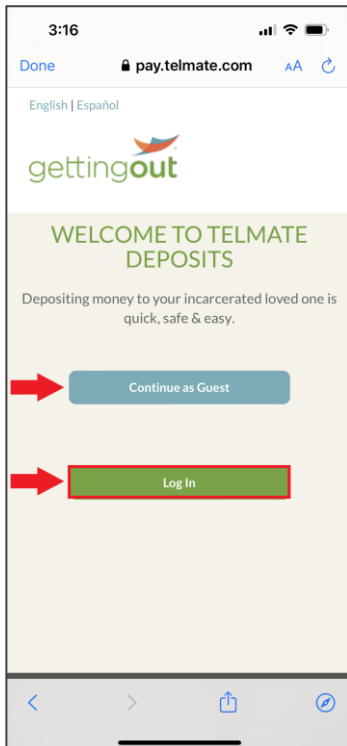 3:16
Done pay.telmate.com AA
English | Español
gettingout
WELCOME TO TELMATE
DEPOSITS
Depositing money to your incarcerated loved one is
quick, safe & easy.
Continue as Guest
Log In